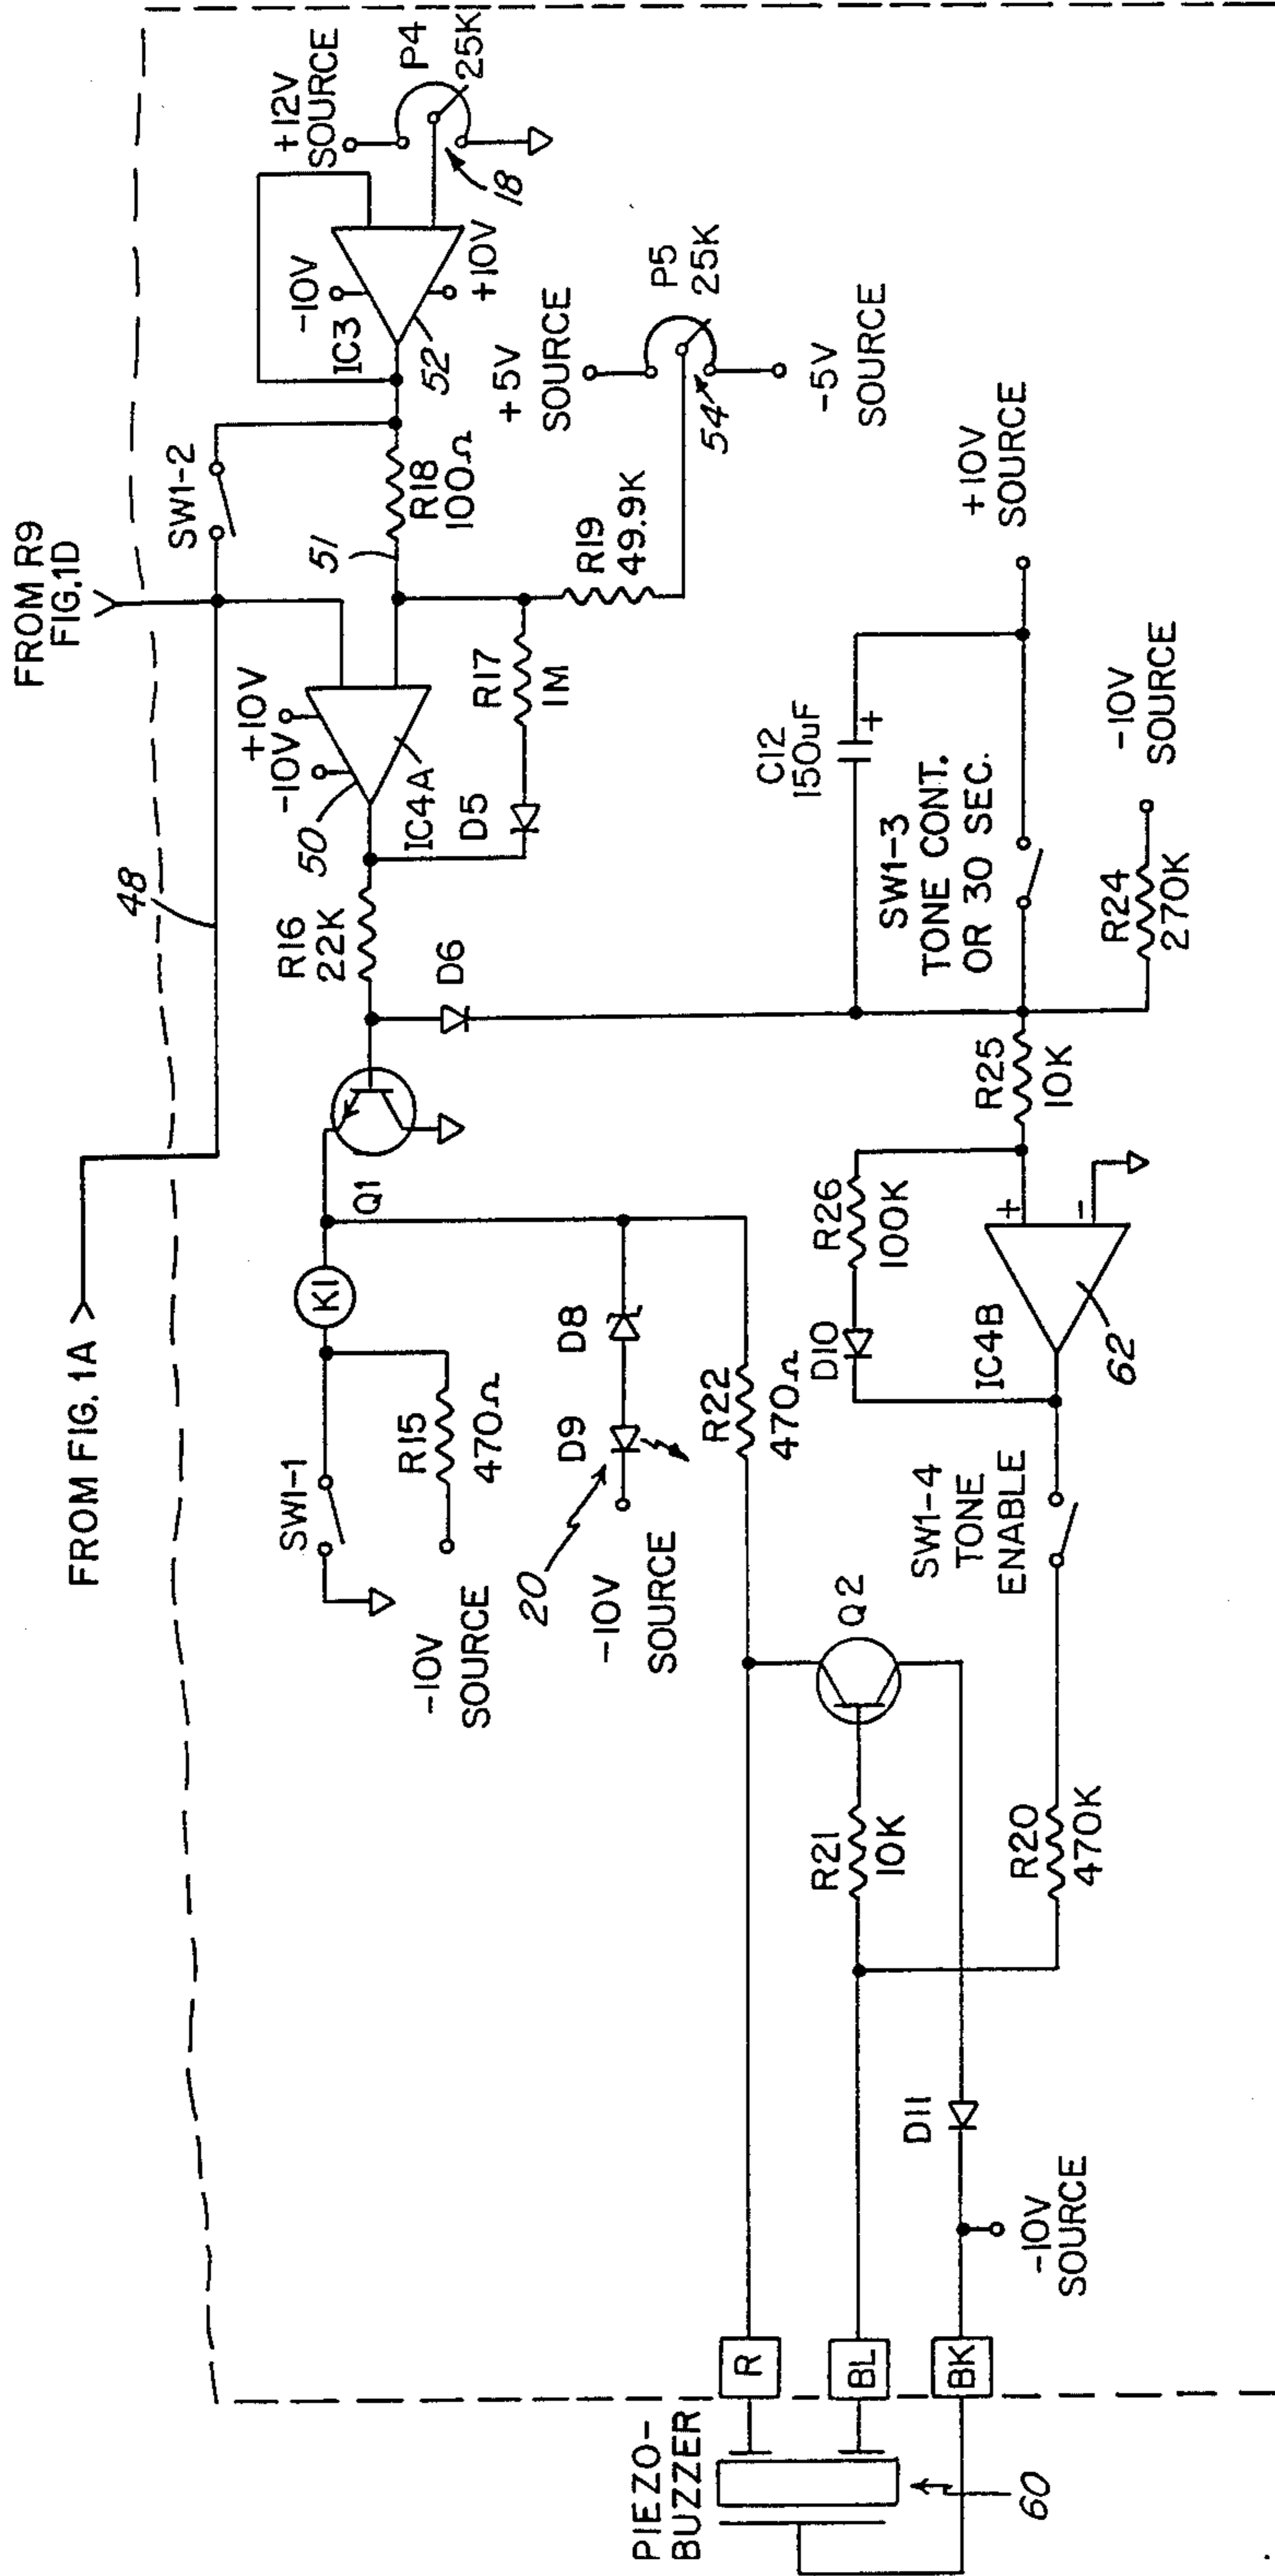 FROM FIG. 1A
FROM R9
FIG. 1D
48
SW1-2
+12V
SOURCE
P4
25K
18
-10V
IC3
+10V
52
R18
100Ω
51
+10V
-10V
50
IC4A
R16
22K
D5
R17
1M
R19
49.9K
+5V
SOURCE
P5
25K
54
-5V
SOURCE
D6
Q1
K1
SW1-1
R15
470Ω
-10V
SOURCE
20
D9
D8
-10V
SOURCE
R22
470Ω
C12
150uF
+
+10V
SOURCE
SW1-3
TONE CONT.
OR 30 SEC.
-10V
SOURCE
R24
270K
R25
10K
R26
100K
D10
+
-
IC4B
62
SW1-4
TONE
ENABLE
Q2
R21
10K
R20
470K
D11
-10V
SOURCE
R
BL
BK
PIEZO-
BUZZER
60